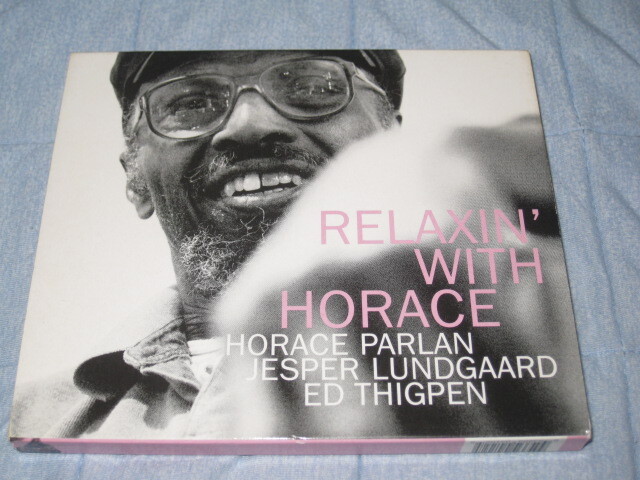 RELAXIN'
WITH
HORACE
HORACE PARLAN
JESPER LUNDGAARD
ED THIGPEN